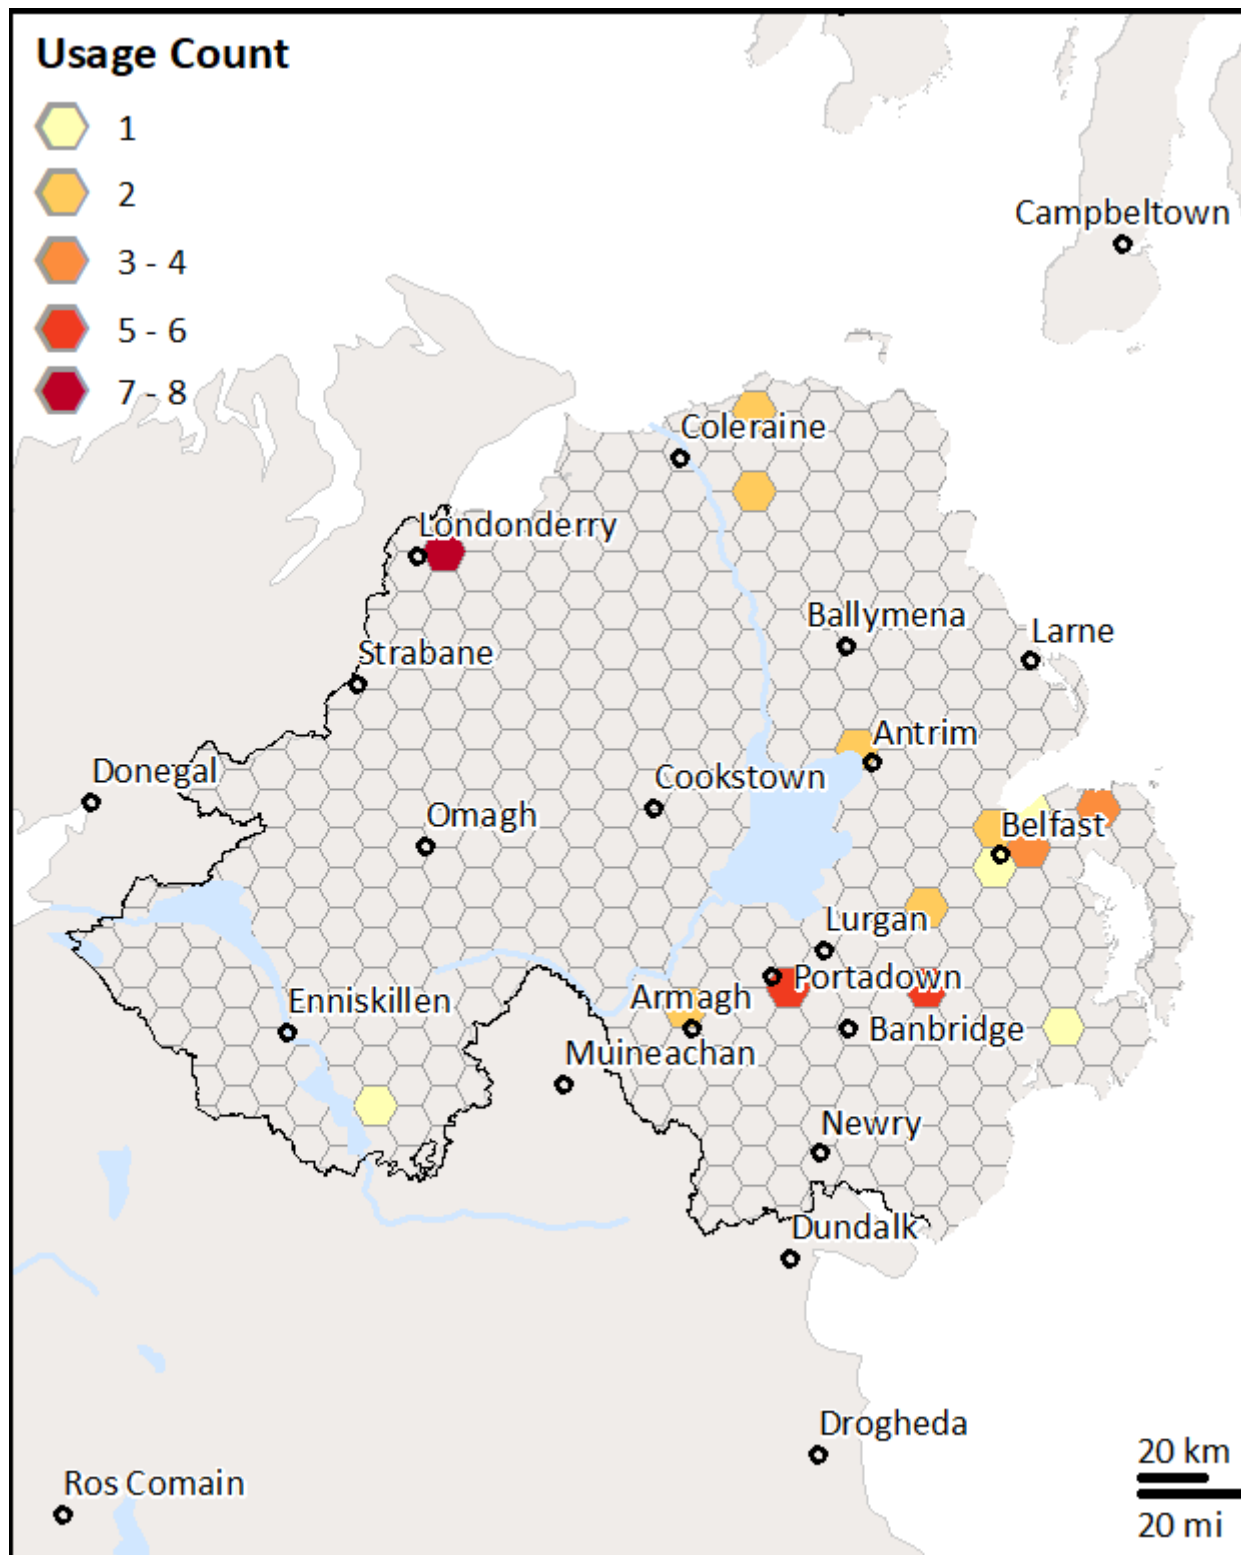 Usage Count
1
2
3 - 4
5 - 6
7 - 8
Campbeltown
Coleraine
Londonderry
Ballymena
Larne
Strabane
Antrim
Donegal
Cookstown
Omagh
Belfast
Lurgan
Portadown
Enniskillen
Armagh
Banbridge
Muineachan
Newry
Dundalk
Drogheda
20 km
Ros Comain
20 mi